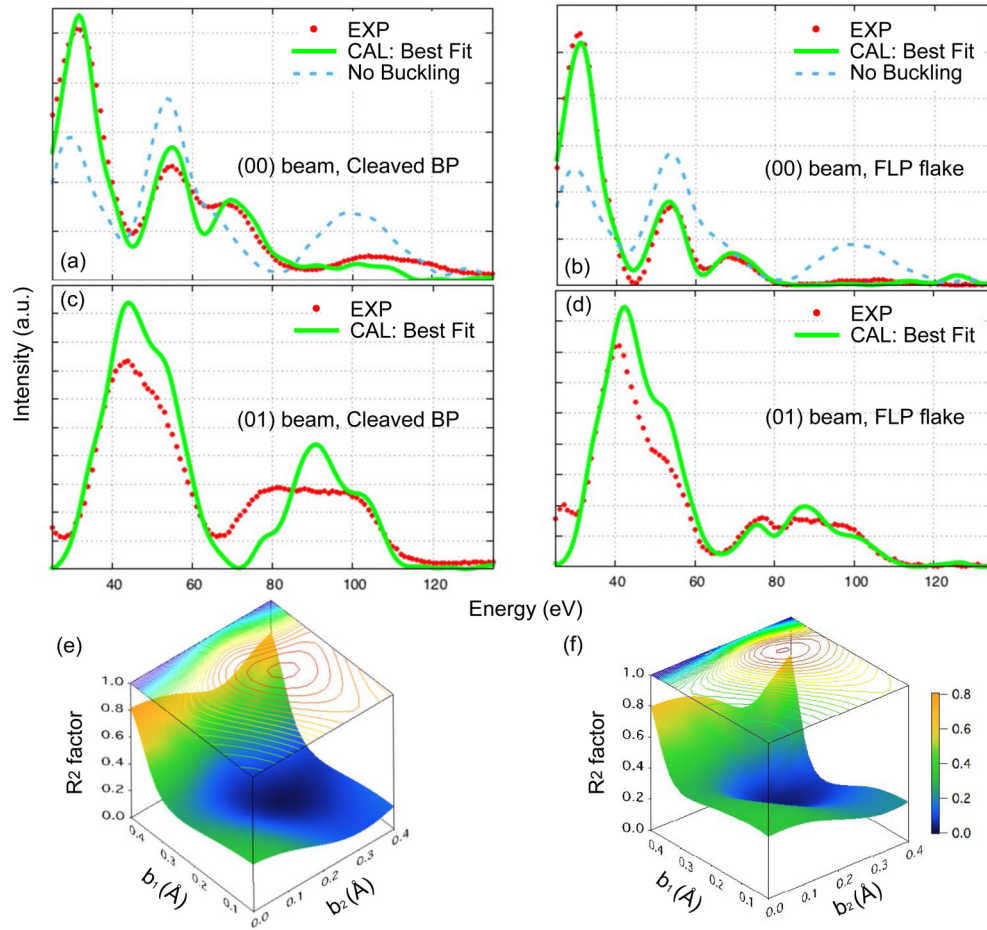 EXP
CAL: Best Fit
No Buckling
(00) beam, Cleaved BP
(a)
EXP
CAL: Best Fit
No Buckling
(00) beam, FLP flake
(b)
(c)
EXP
CAL: Best Fit
(01) beam, Cleaved BP
40 60 80 100 120
(d)
EXP
CAL: Best Fit
(01) beam, FLP flake
40 60 80 100 120
Intensity (a.u.)
Energy (eV)
(e)
1.0
0.8
0.6
0.4
0.2
0.0
R2 factor
0.4 0.3 0.2 0.1
b1(Å)
0.0 0.1 0.2 0.3 0.4
b2(Å)
(f)
1.0
0.8
0.6
0.4
0.2
0.0
R2 factor
0.4 0.3 0.2 0.1
b1(Å)
0.0 0.1 0.2 0.3 0.4
b2(Å)
0.8
0.6
0.4
0.2
0.0